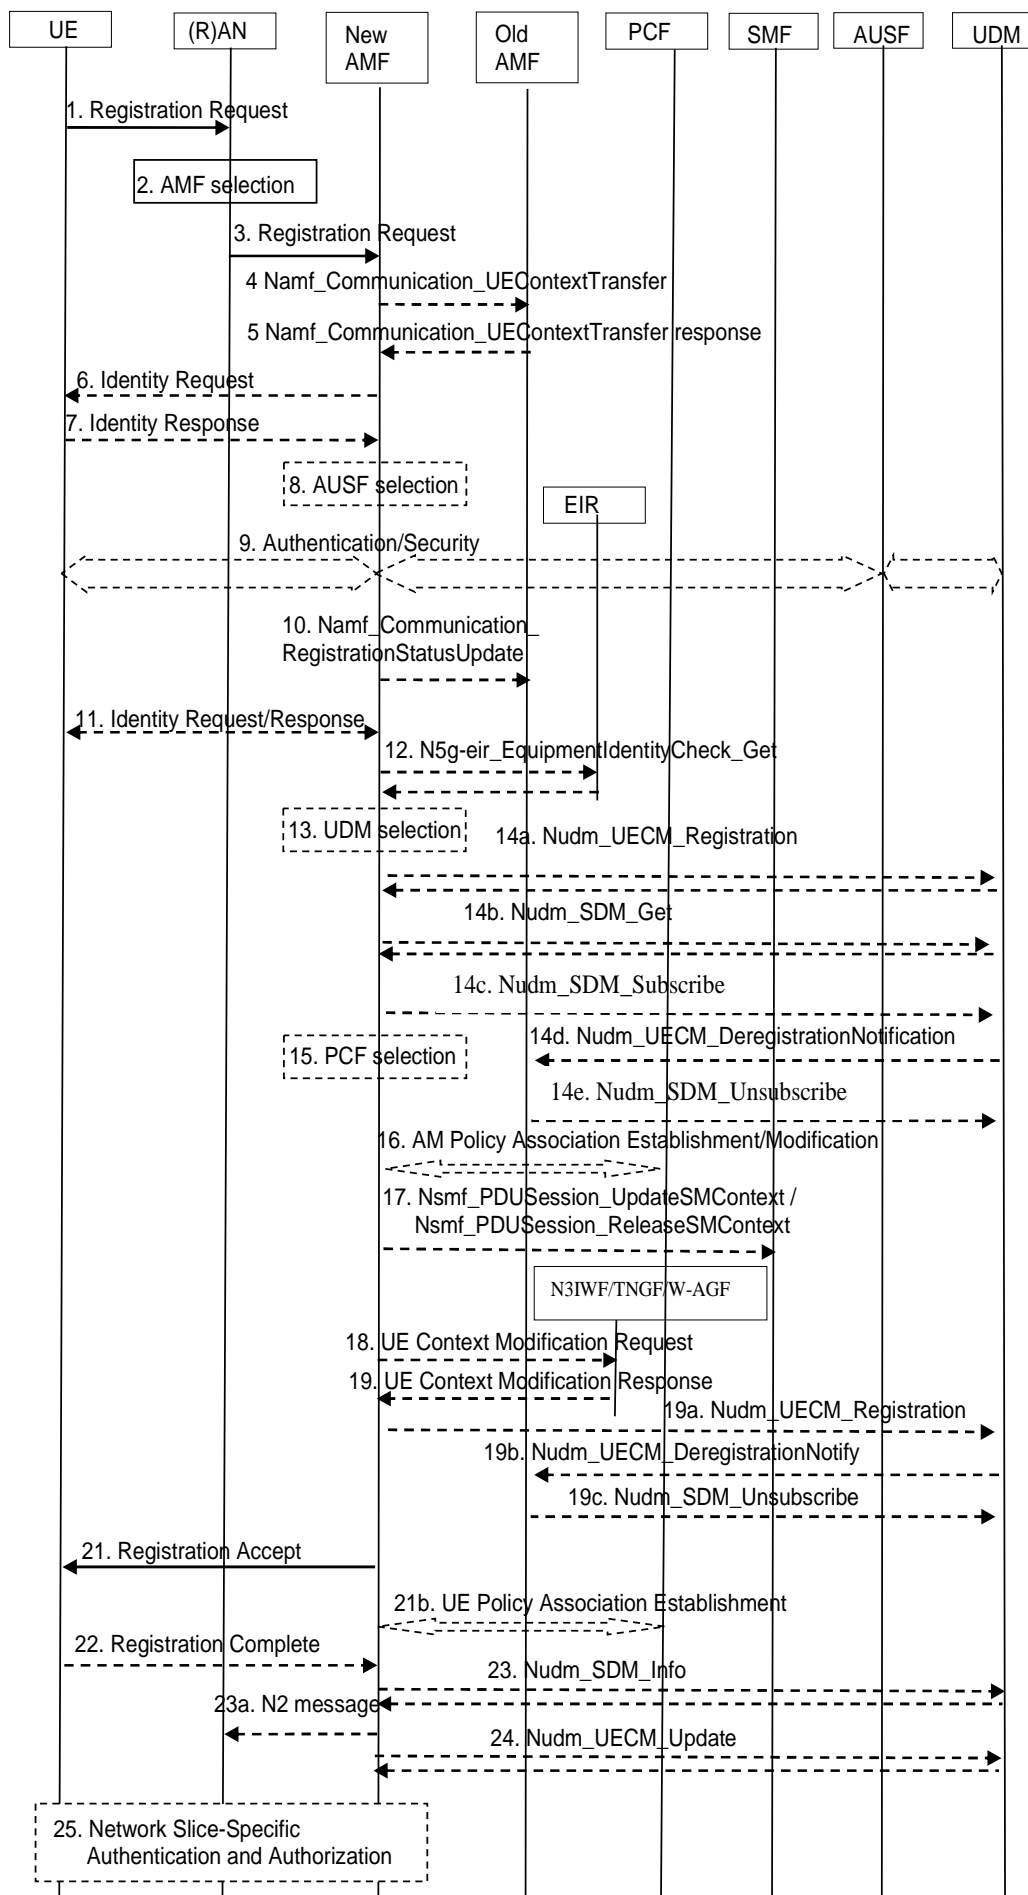 UE
(R)AN
New
AMF
Old
AMF
PCF
SMF
AUSF
UDM
1. Registration Request
2. AMF selection
3. Registration Request
4 Namf_Communication_UEContextTransfer
5 Namf_Communication_UEContextTransfer response
6. Identity Request
7. Identity Response
8. AUSF selection
EIR
9. Authentication/Security
10. Namf_Communication_
RegistrationStatusUpdate
11. Identity Request/Response
12. N5g-eir_EquipmentIdentityCheck_Get
13. UDM selection
14a. Nudm_UECM_Registration
14b. Nudm_SDM_Get
14c. Nudm_SDM_Subscribe
14d. Nudm_UECM_DeregistrationNotification
15. PCF selection
14e. Nudm_SDM_Unsubscribe
16. AM Policy Association Establishment/Modification
17. Nsmf_PDUSession_UpdateSMContext /
Nsmf_PDUSession_ReleaseSMContext
N3IWF/TNGF/W-AGF
18. UE Context Modification Request
19. UE Context Modification Response
19a. Nudm_UECM_Registration
19b. Nudm_UECM_DeregistrationNotify
19c. Nudm_SDM_Unsubscribe
21. Registration Accept
21b. UE Policy Association Establishment
22. Registration Complete
23. Nudm_SDM_Info
23a. N2 message
24. Nudm_UECM_Update
25. Network Slice-Specific
Authentication and Authorization